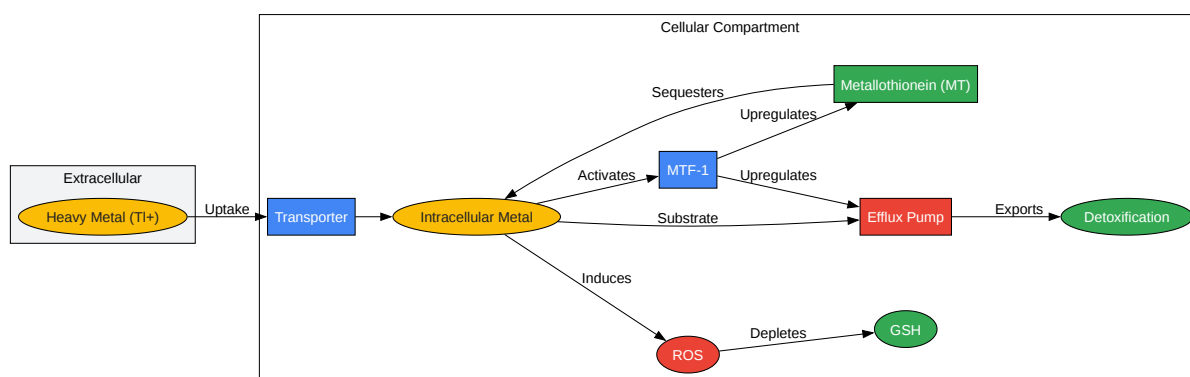 Cellular Compartment
Extracellular
Heavy Metal (Tl+)
Uptake
Transporter
Intracellular Metal
Sequesters
Metallothionein (MT)
Upregulates
Activates
MTF-1
Upregulates
Substrate
Efflux Pump
Exports
Detoxification
Induces
ROS
Depletes
GSH